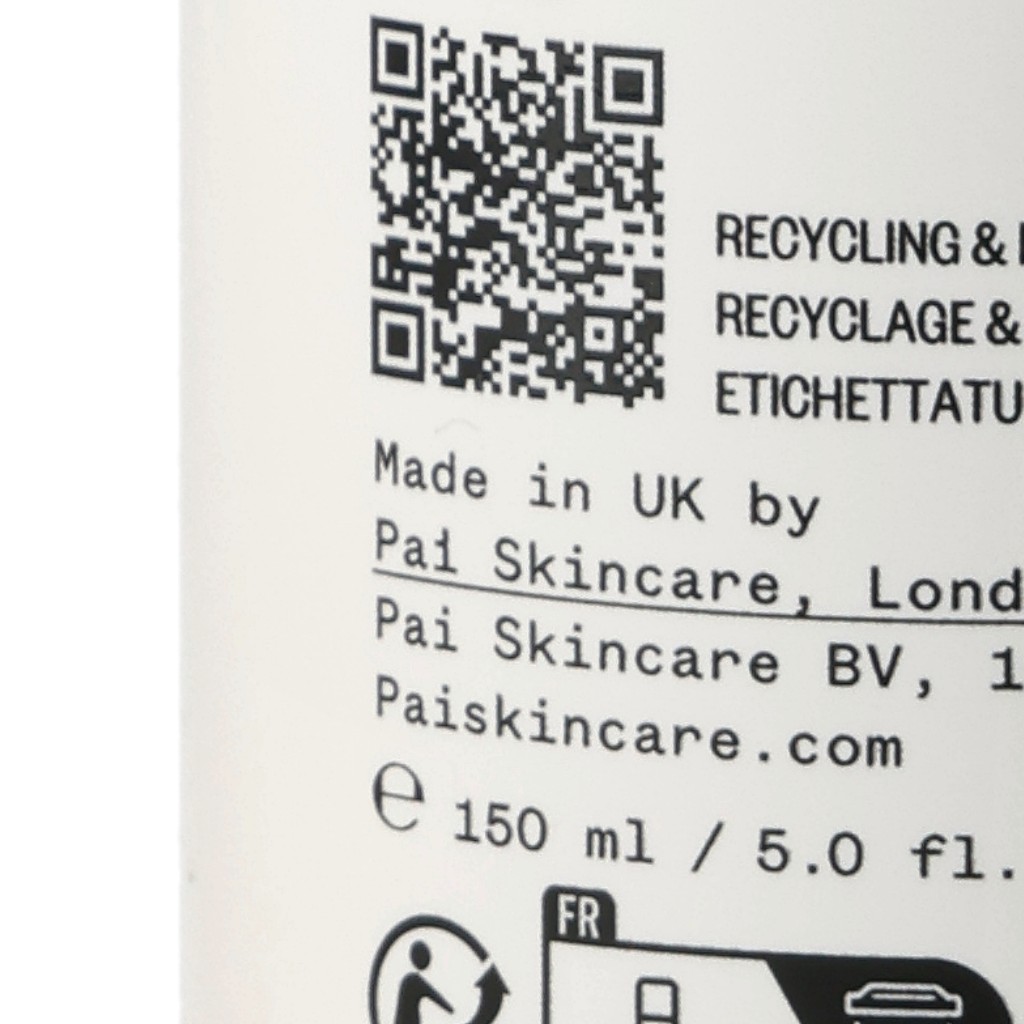 RECYCLING &
RECYCLAGE &
ETICHETTATU
Made in UK by
Pai Skincare, Lond
Pai Skincare BV, 1
Paiskincare.com
℮ 150 ml / 5.0 fl.
FR